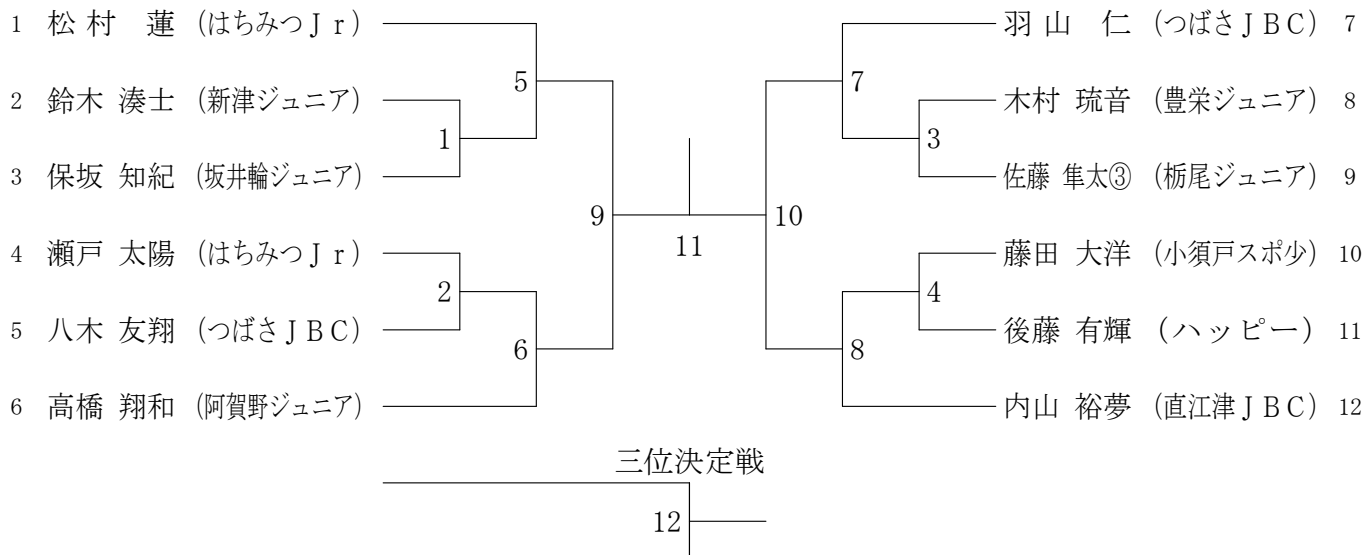 1 松村 蓮 (はちみつＪｒ) 羽山 仁 (つばさＪＢＣ) 7
5 7
2 鈴木 湊士 (新津ジュニア) 木村 琉音 (豊栄ジュニア) 8
1 3
3 保坂 知紀 (坂井輪ジュニア) 佐藤 隼太③ (栃尾ジュニア) 9
9 10
11
4 瀬戸 太陽 (はちみつＪｒ) 藤田 大洋 (小須戸スポ少) 10
2 4
5 八木 友翔 (つばさＪＢＣ) 後藤 有輝 (ハッピー) 11
6 8
6 高橋 翔和 (阿賀野ジュニア) 内山 裕夢 (直江津ＪＢＣ) 12
三位決定戦
12